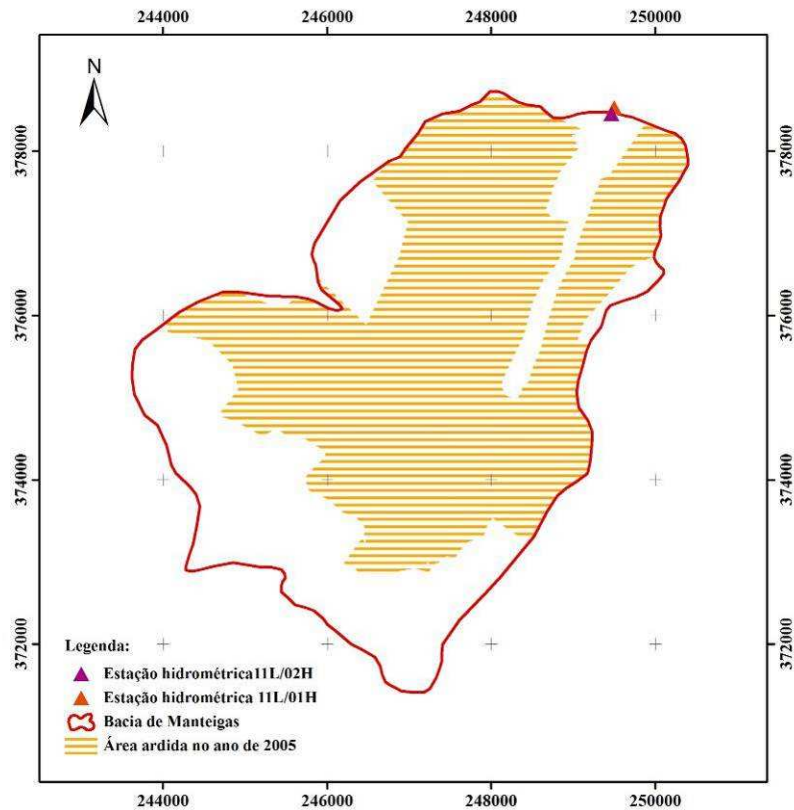 244000 246000 248000 250000
N
378000 378000
376000 376000
374000 374000
372000 372000
Legenda:
Estação hidrométrica11L/02H
Estação hidrométrica 11L/01H
Bacia de Manteigas
Área ardida no ano de 2005
244000 246000 248000 250000